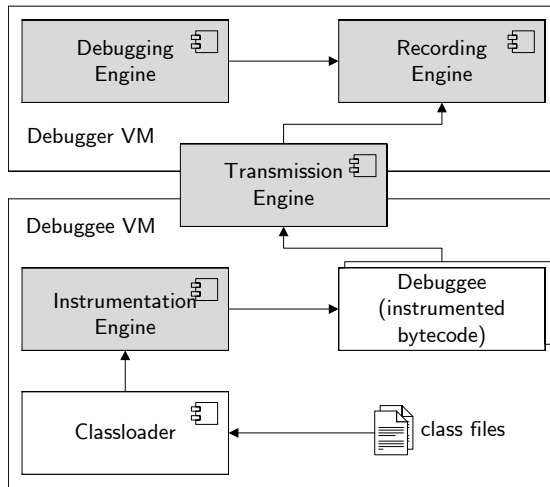 Debugging
Engine
Recording
Engine
Debugger VM
Transmission
Engine
Debuggee VM
Instrumentation
Engine
Debuggee
(instrumented
bytecode)
Classloader
class files